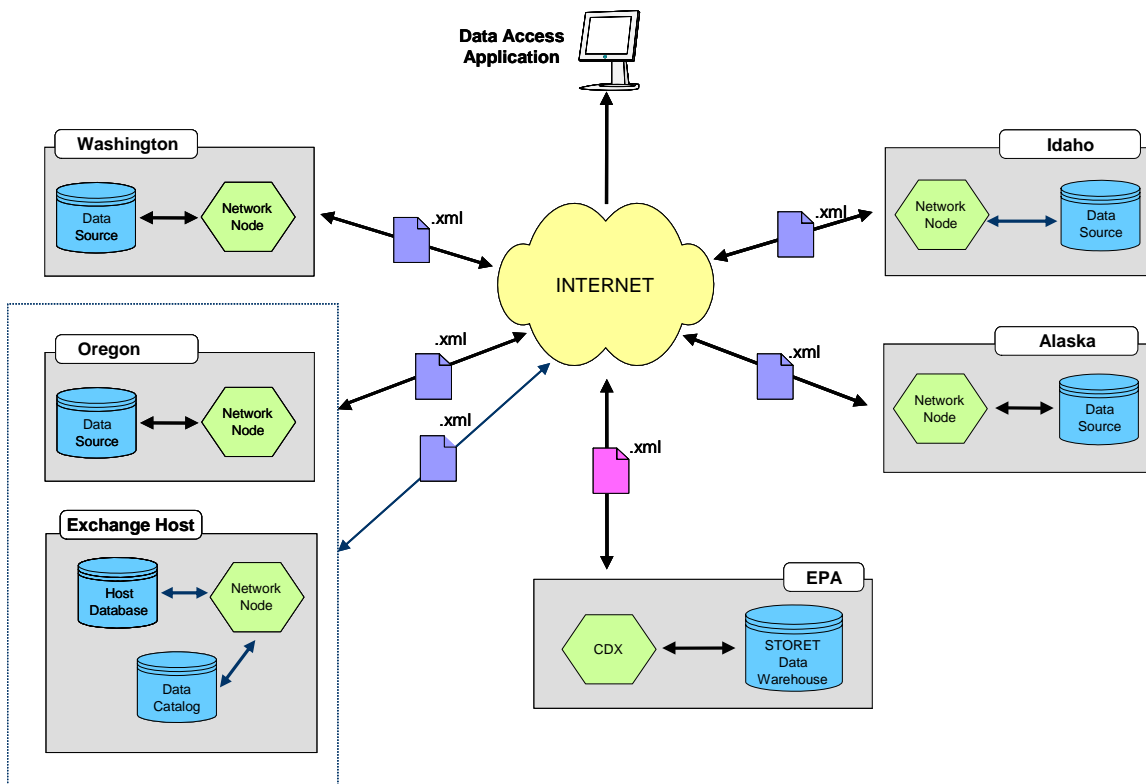 Data Access
Application
Washington
Data
Source
Network
Node
.xml
INTERNET
.xml
Idaho
Network
Node
Data
Source
Oregon
Data
Source
Network
Node
.xml
.xml
.xml
Alaska
Network
Node
Data
Source
.xml
Exchange Host
Host
Database
Network
Node
Data
Catalog
EPA
CDX
STORET
Data
Warehouse